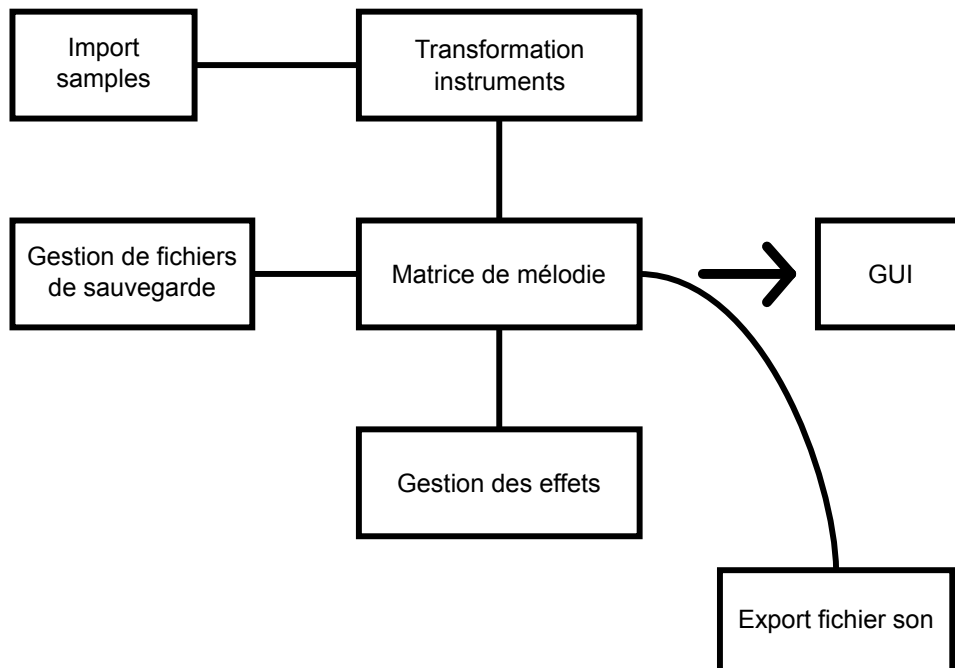 Import
samples
Transformation
instruments
Gestion de fichiers
de sauvegarde
Matrice de mélodie
GUI
Gestion des effets
Export fichier son